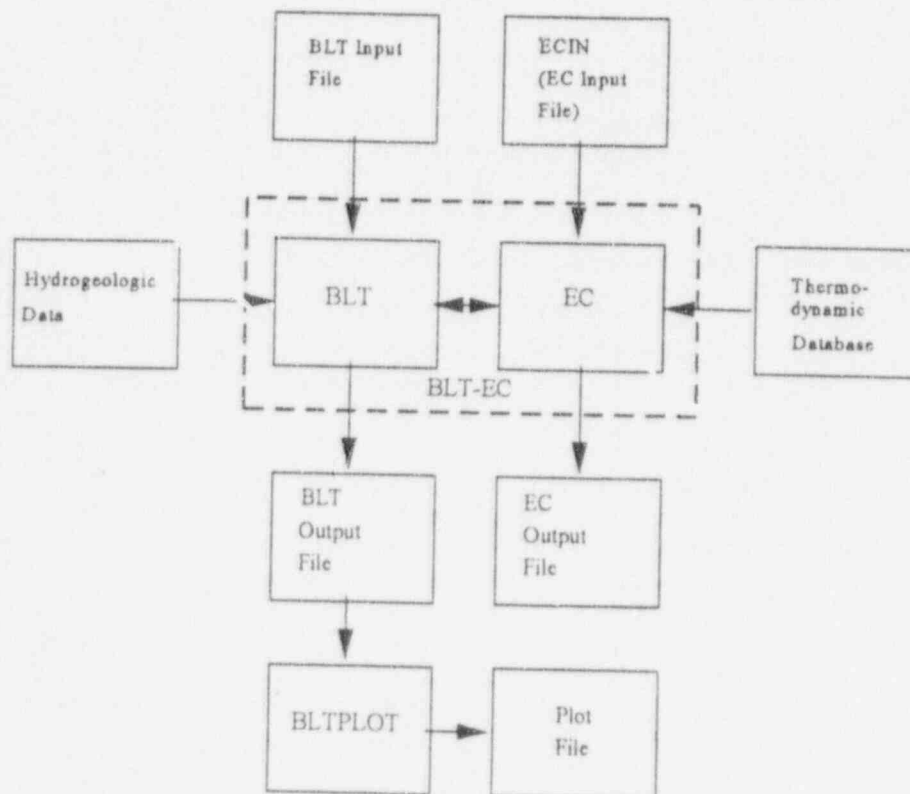 BLT Input
File
ECIN
(EC Input
File)
Hydrogeologic
Data
BLT
EC
Thermo-
dynamic
Database
BLT-EC
BLT
Output
File
EC
Output
File
BLTPLOT
Plot
File